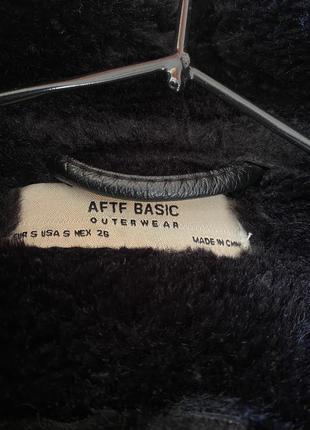 AFTF BASIC
OUTERWEAR
EUR S USA S MEX 26
MADE IN CHINA